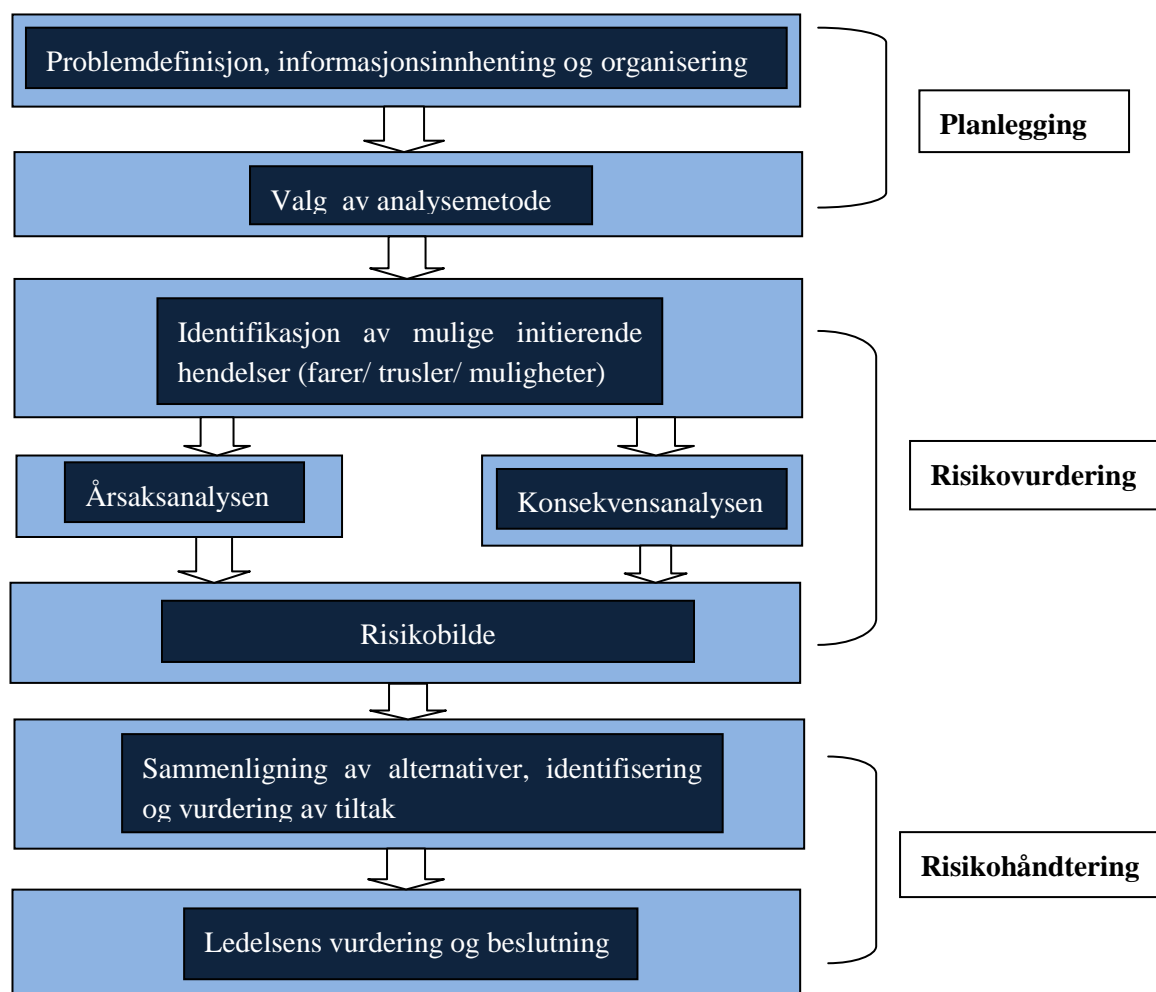 Problemdefinisjon, informasjonsinnhenting og organisering
Planlegging
Valg av analysemetode
Identifikasjon av mulige initierende
hendelser (farer/ trusler/ muligheter)
Årsaksanalysen
Konsekvensanalysen
Risikovurdering
Risikobilde
Sammenligning av alternativer, identifisering
og vurdering av tiltak
Risikohåndtering
Ledelsens vurdering og beslutning